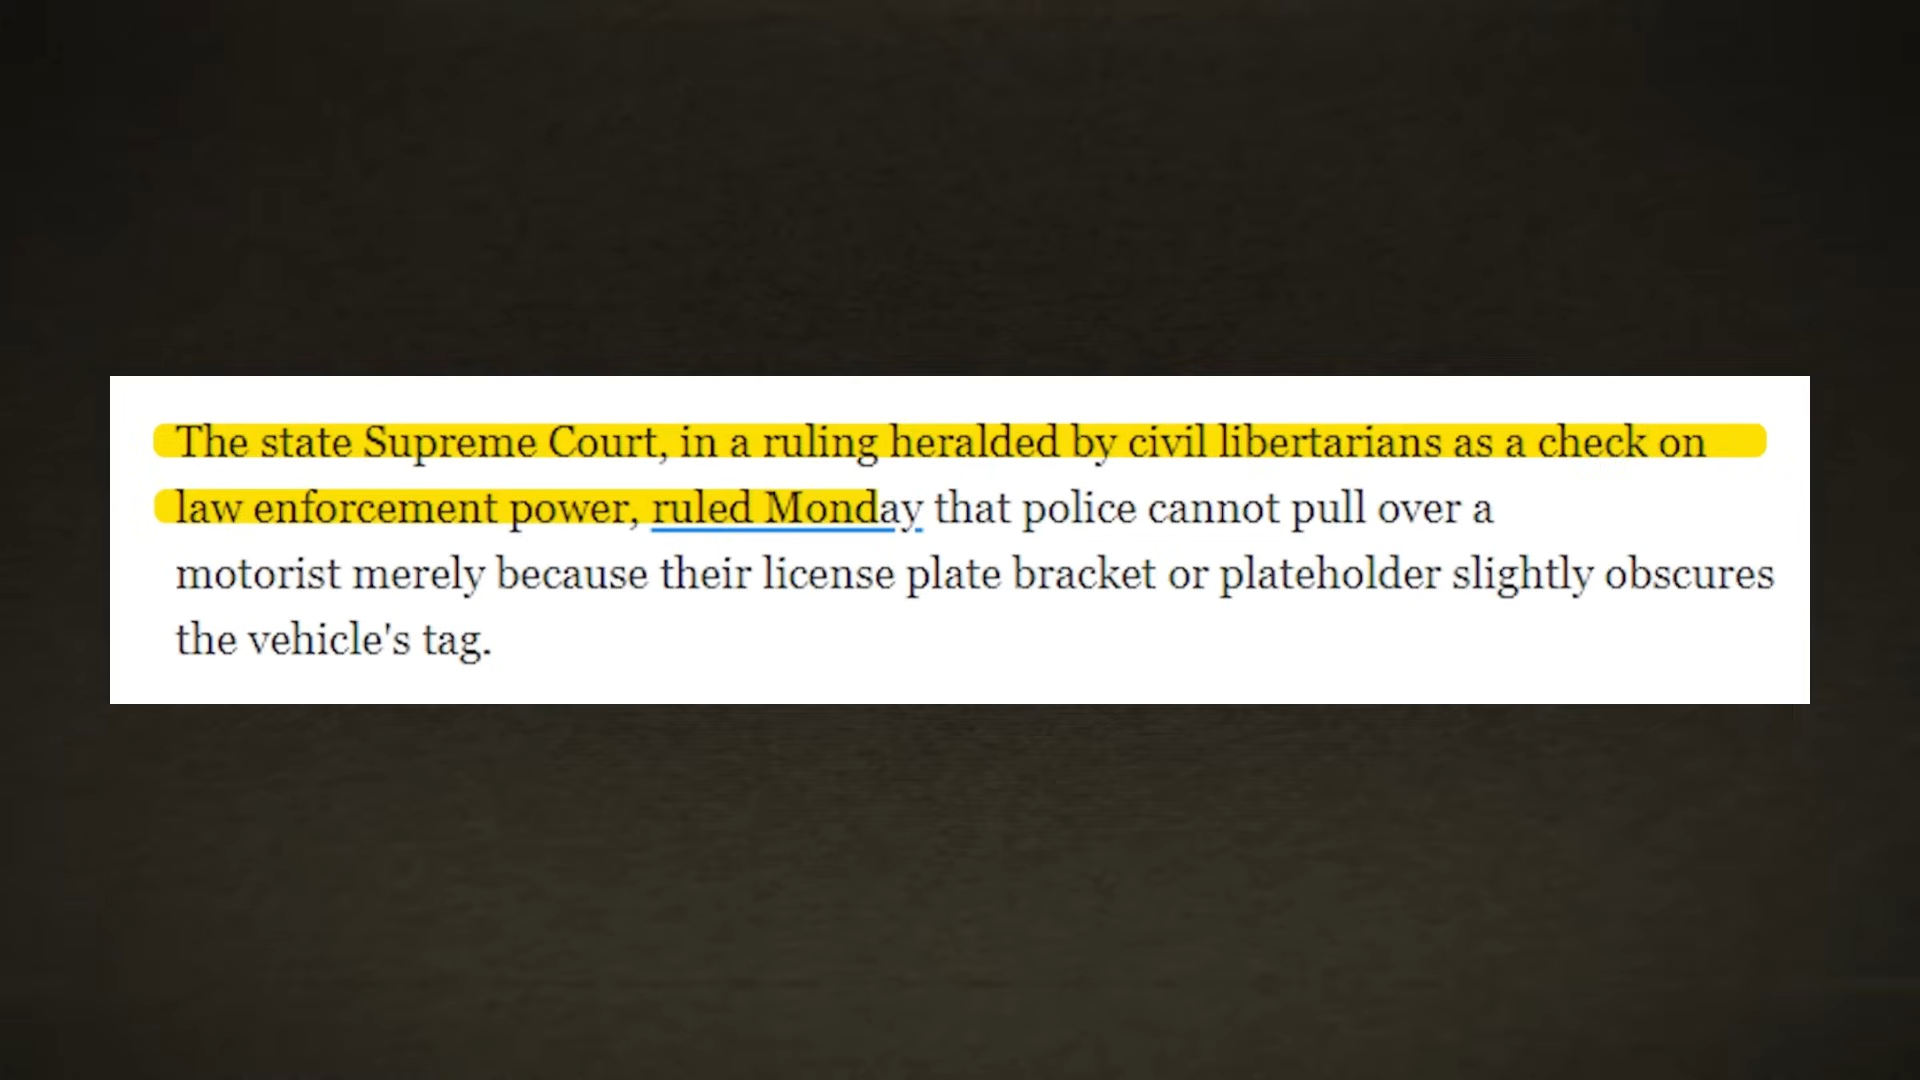 The state Supreme Court, in a ruling heralded by civil libertarians as a check on
law enforcement power, ruled Monday that police cannot pull over a
motorist merely because their license plate bracket or plateholder slightly obscures
the vehicle's tag.